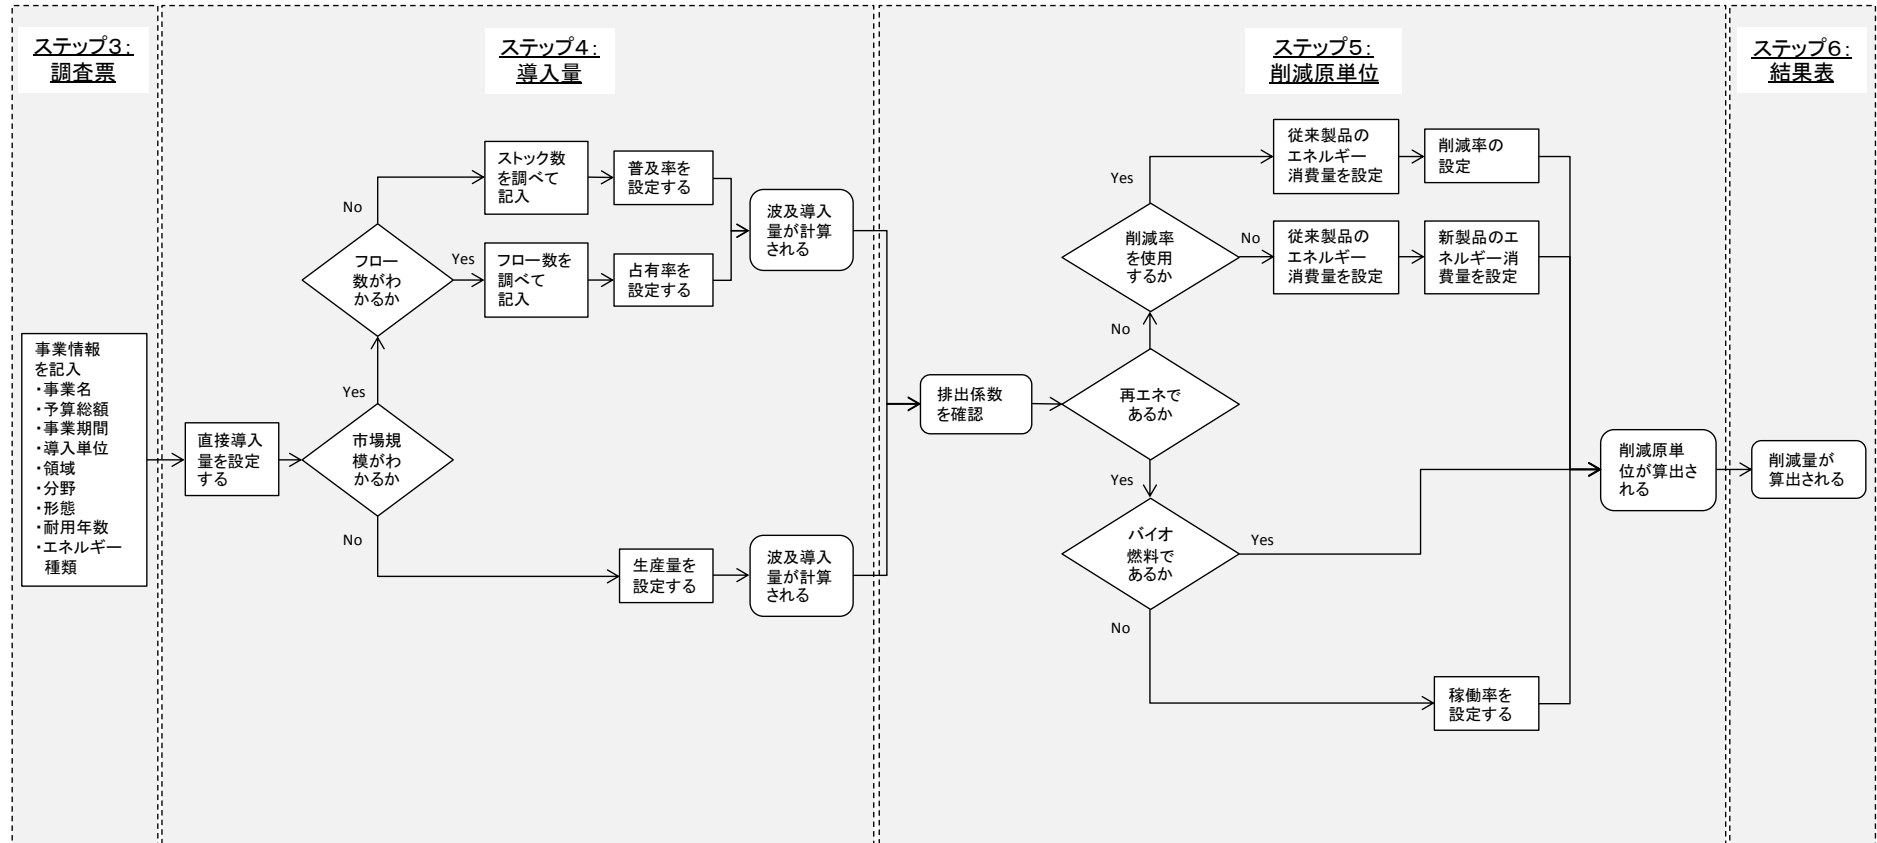 ステップ3:
調査票
事業情報
を記入
・事業名
・予算総額
・事業期間
・導入単位
・領域
・分野
・形態
・耐用年数
・エネルギー
種類
ステップ4:
導入量
直接導入
量を設定
する
市場規
模がわ
かるか
Yes
No
フロー
数がわ
かるか
No
Yes
ストック数
を調べて
記入
普及率を
設定する
フロー数を
調べて
記入
占有率を
設定する
波及導入
量が計算
される
生産量を
設定する
波及導入
量が計算
される
ステップ5:
削減原単位
排出係数
を確認
再エネで
あるか
No
Yes
削減率
を使用
するか
Yes
No
従来製品の
エネルギー
消費量を設定
削減率の
設定
従来製品の
エネルギー
消費量を設定
新製品のエ
ネルギー消
費量を設定
バイオ
燃料で
あるか
Yes
No
稼働率を
設定する
削減原単
位が算出さ
れる
ステップ6:
結果表
削減量が
算出される